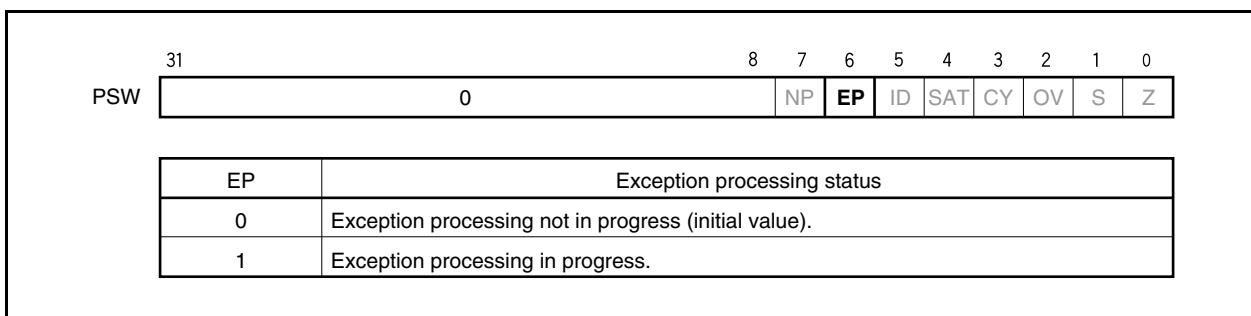 31 8 7 6 5 4 3 2 1 0
PSW 0 NP EP ID SAT CY OV S Z
EP Exception processing status
0 Exception processing not in progress (initial value).
1 Exception processing in progress.